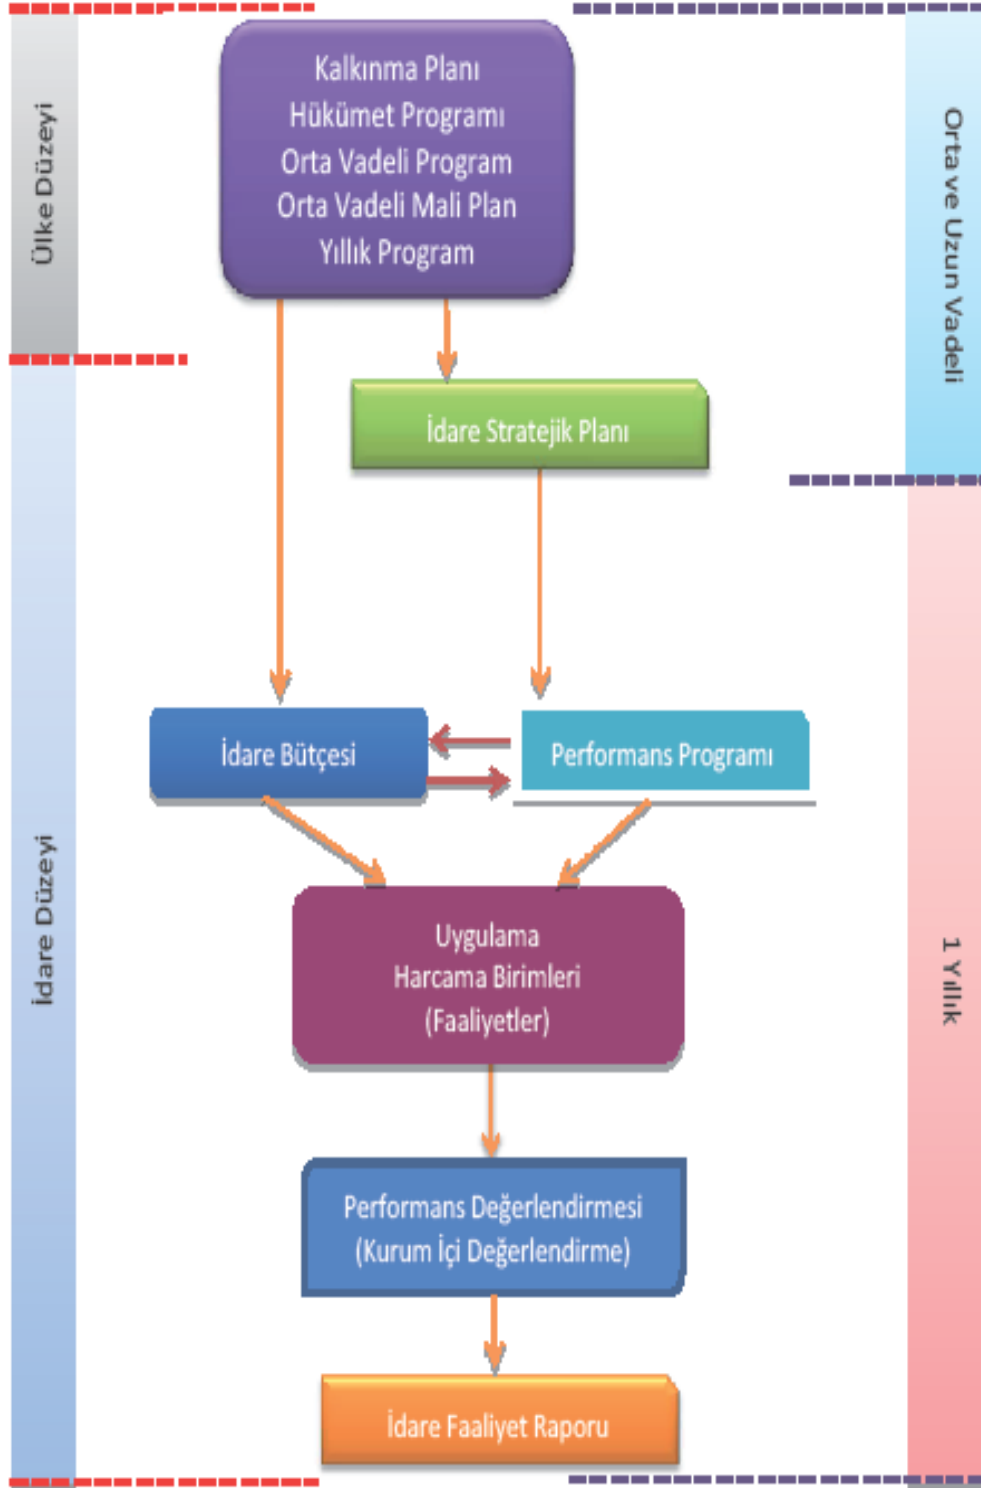 Ülke Düzeyi
Kalkınma Planı
Hükümet Programı
Orta Vadeli Program
Orta Vadeli Mali Plan
Yıllık Program
Orta ve Uzun Vadeli
İdare Stratejik Planı
İdare Düzeyi
İdare Bütçesi
Performans Programı
Uygulama
Harcama Birimleri
(Faaliyetler)
1 Yıllık
Performans Değerlendirmesi
(Kurum İçi Değerlendirme)
İdare Faaliyet Raporu